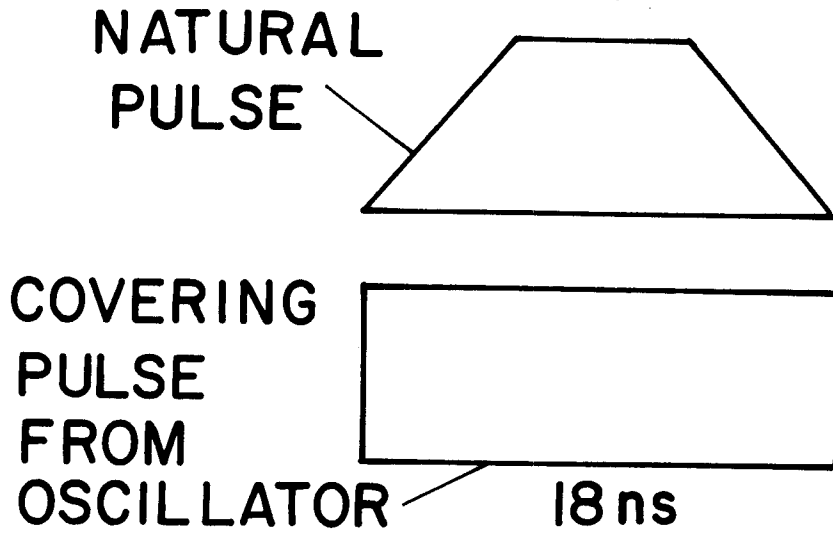 NATURAL
PULSE
COVERING
PULSE
FROM
OSCILLATOR
18 ns